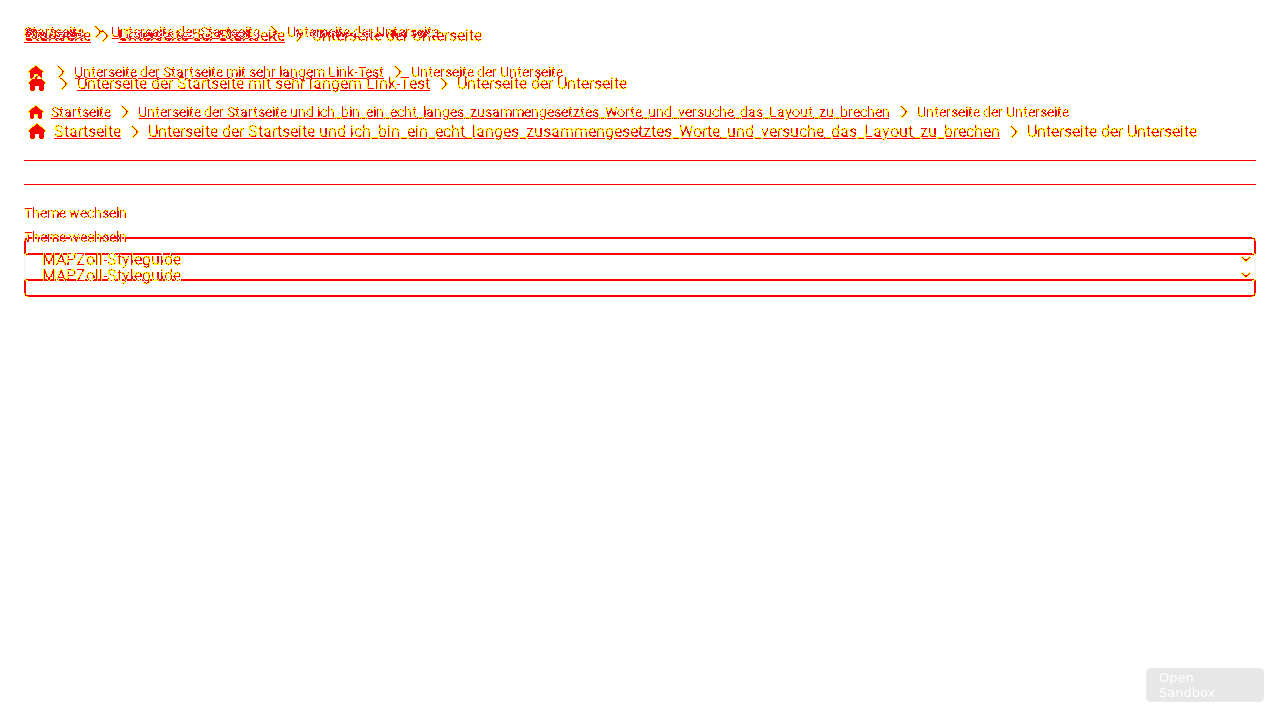 Startseite > Unterseite der Startseite > Unterseite der Unterseite
Startseite > Unterseite der Startseite > Unterseite der Unterseite
Unterseite der Startseite mit sehr langem Link-Test > Unterseite der Unterseite
Unterseite der Startseite mit sehr langem Link-Test > Unterseite der Unterseite
Startseite > Unterseite der Startseite und ich_bin_ein_echt_langes_zusammengesetztes_Worte_und_versuche_das_Layout_zu_brechen > Unterseite der Unterseite
Startseite > Unterseite der Startseite und ich_bin_ein_echt_langes_zusammengesetztes_Worte_und_versuche_das_Layout_zu_brechen > Unterseite der Unterseite
Theme wechseln
Theme wechseln
MAPZoll-Styleguide
MAPZoll-Styleguide
Open
Sandbox